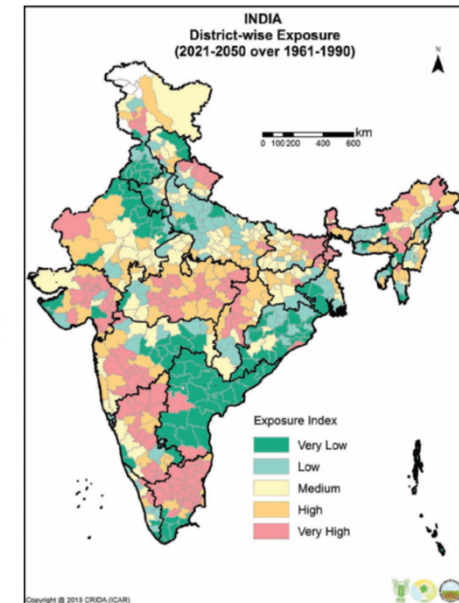 INDIA
District-wise Exposure
(2021-2050 over 1961-1990)
N
km
0 100 200 400 600
Exposure Index
Very Low
Low
Medium
High
Very High
Copyright @ 2013 CRIDA (ICAR)